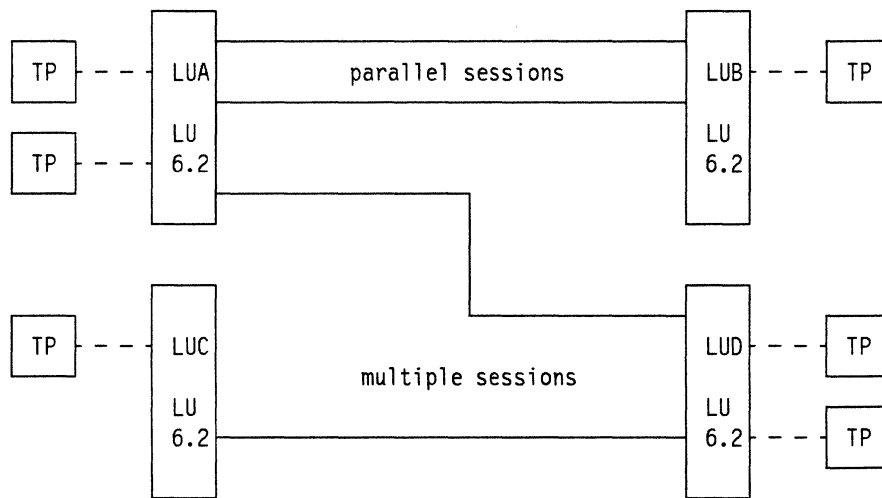 TP
LUA
parallel sessions
LUB
TP
LU
6.2
TP
LU
6.2
TP
LUC
multiple sessions
LUD
TP
LU
6.2
LU
6.2
TP